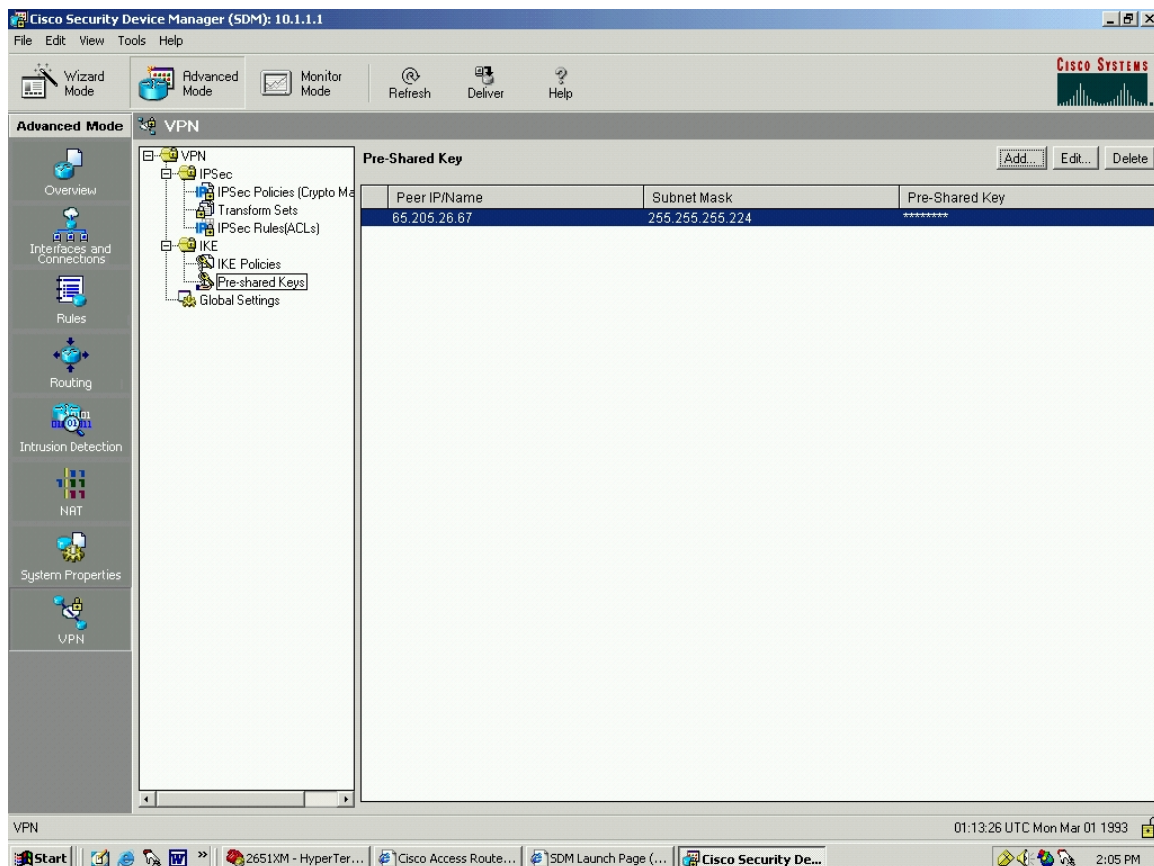 Cisco Security Device Manager (SDM): 10.1.1.1
File Edit View Tools Help
Wizard Mode
Advanced Mode
Monitor Mode
Refresh
Deliver
Help
CISCO SYSTEMS
Advanced Mode
VPN
Overview
Interfaces and Connections
Rules
Routing
Intrusion Detection
NAT
System Properties
VPN
VPN
IPSec
IPSec Policies (Crypto Ma
Transform Sets
IPSec Rules(ACLs)
IKE
IKE Policies
Pre-shared Keys
Global Settings
Pre-Shared Key
Add... Edit... Delete
Peer IP/Name Subnet Mask Pre-Shared Key
65.205.26.67 255.255.255.224 ********
VPN
01:13:26 UTC Mon Mar 01 1993
Start » 2651XM - HyperTer... Cisco Access Route... SDM Launch Page (... Cisco Security De... 2:05 PM